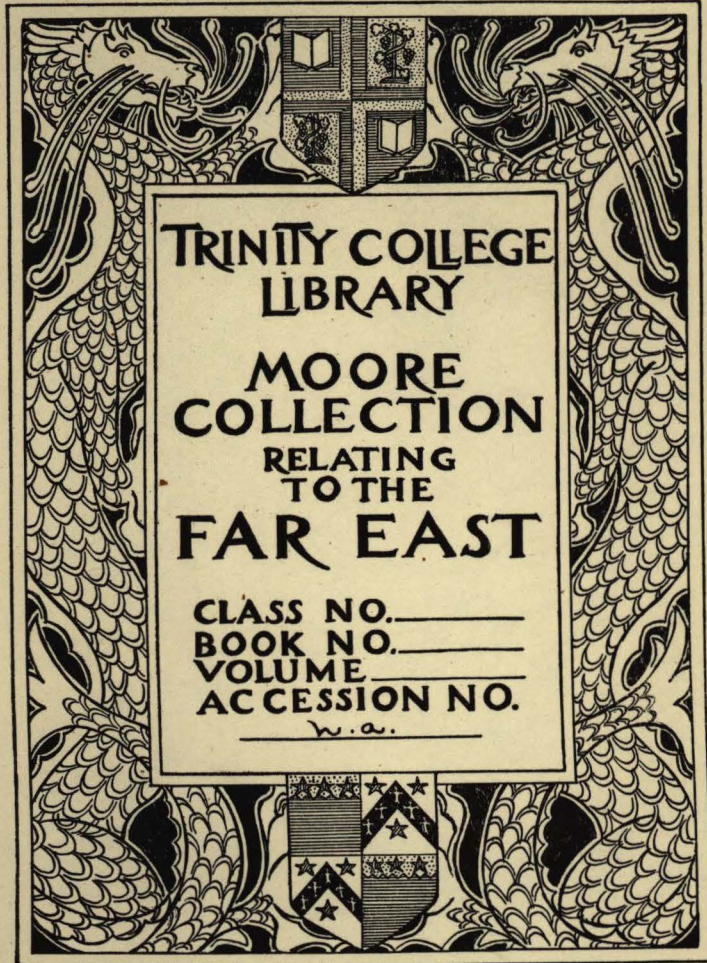 TRINITY COLLEGE
LIBRARY
MOORE
COLLECTION
RELATING
TO THE
FAR EAST
CLASS NO.
BOOK NO.
VOLUME
ACCESSION NO.
n.a.